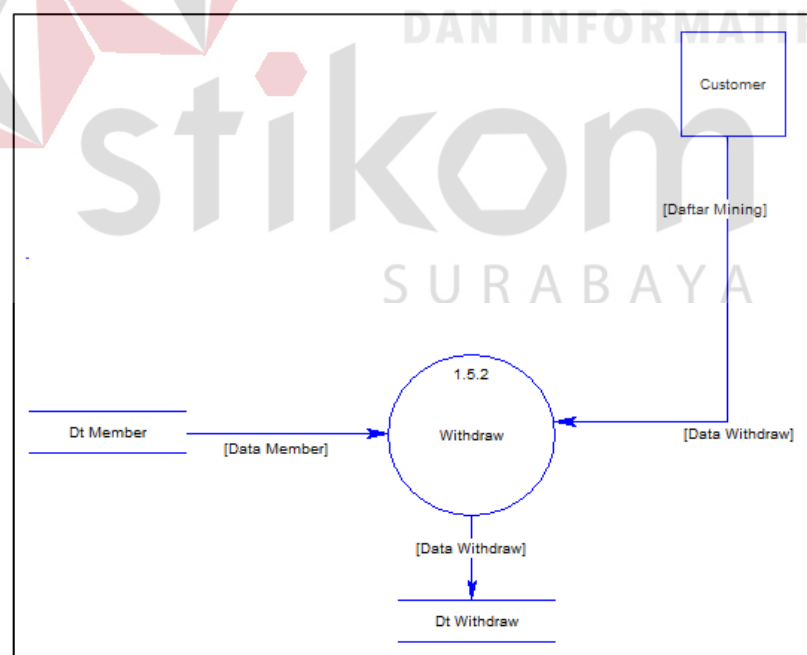 DAN INFORMATI
Customer
stikom
[Daftar Mining]
SURABAYA
1.5.2
Dt Member
Withdraw
[Data Withdraw]
[Data Member]
[Data Withdraw]
Dt Withdraw